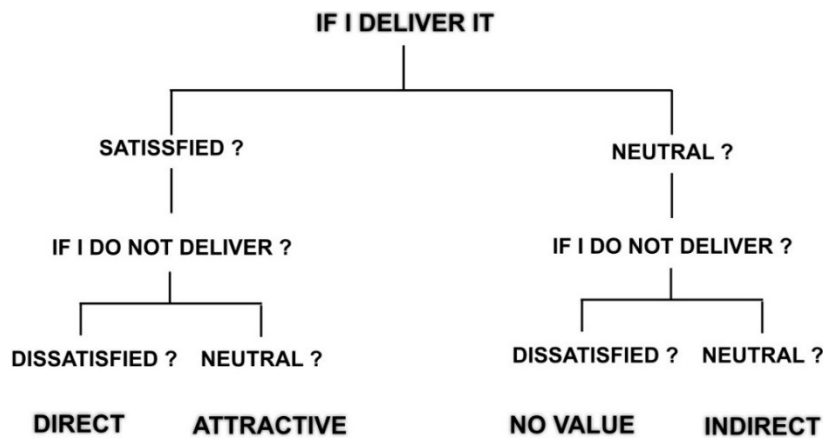 IF I DELIVER IT
SATISSFIED ?
NEUTRAL ?
IF I DO NOT DELIVER ?
IF I DO NOT DELIVER ?
DISSATISFIED ?
NEUTRAL ?
DISSATISFIED ?
NEUTRAL ?
DIRECT
ATTRACTIVE
NO VALUE
INDIRECT